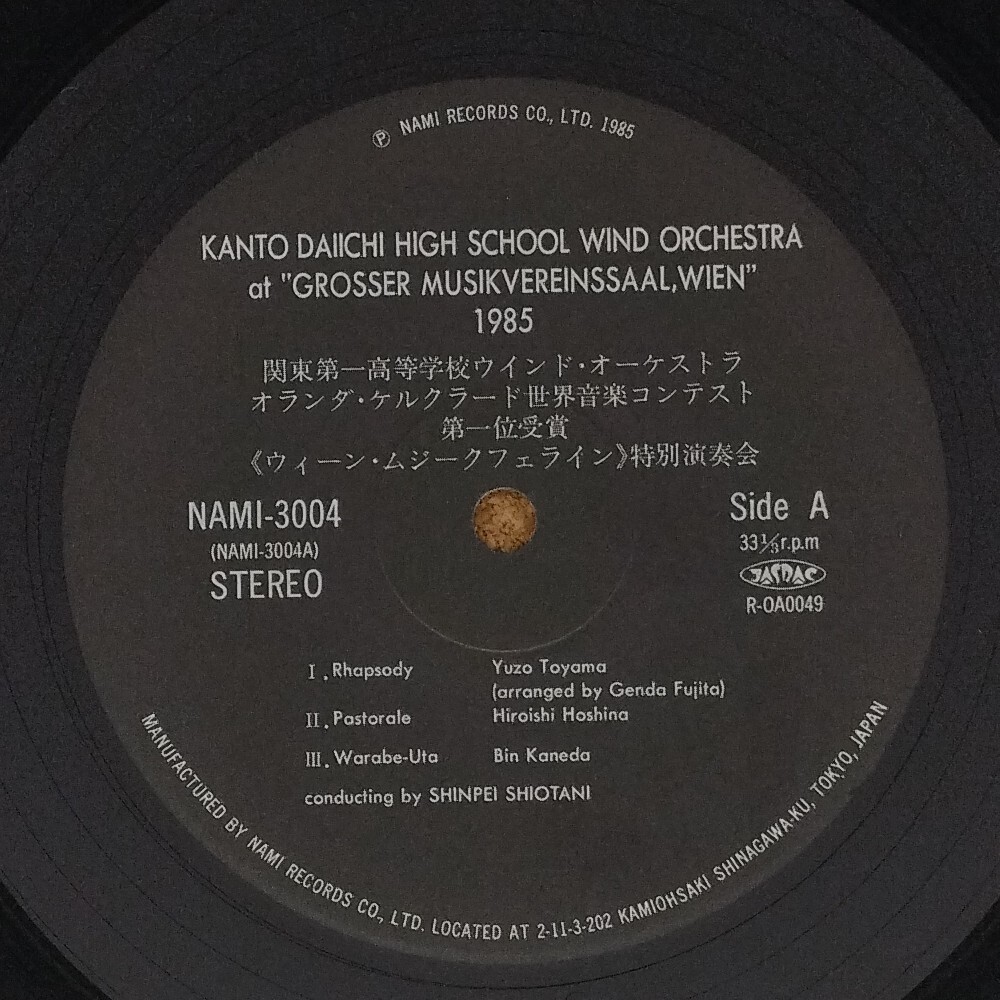 Ⓟ NAMI RECORDS CO., LTD. 1985
KANTO DAIICHI HIGH SCHOOL WIND ORCHESTRA
at "GROSSER MUSIKVEREINSSAAL,WIEN"
1985
関東第一高等学校ウインド・オーケストラ
オランダ・ケルクラード世界音楽コンテスト
第一位受賞
《ウィーン・ムジークフェライン》特別演奏会
NAMI-3004
(NAMI-3004A)
STEREO
Side A
33⅓r.p.m
JASRAC
R-OA0049
I. Rhapsody Yuzo Toyama
(arranged by Genda Fujita)
II. Pastorale Hiroishi Hoshina
III. Warabe-Uta Bin Kaneda
conducting by SHINPEI SHIOTANI
MANUFACTURED BY NAMI RECORDS CO., LTD. LOCATED AT 2-11-3-202 KAMIOHSAKI SHINAGAWA-KU, TOKYO, JAPAN